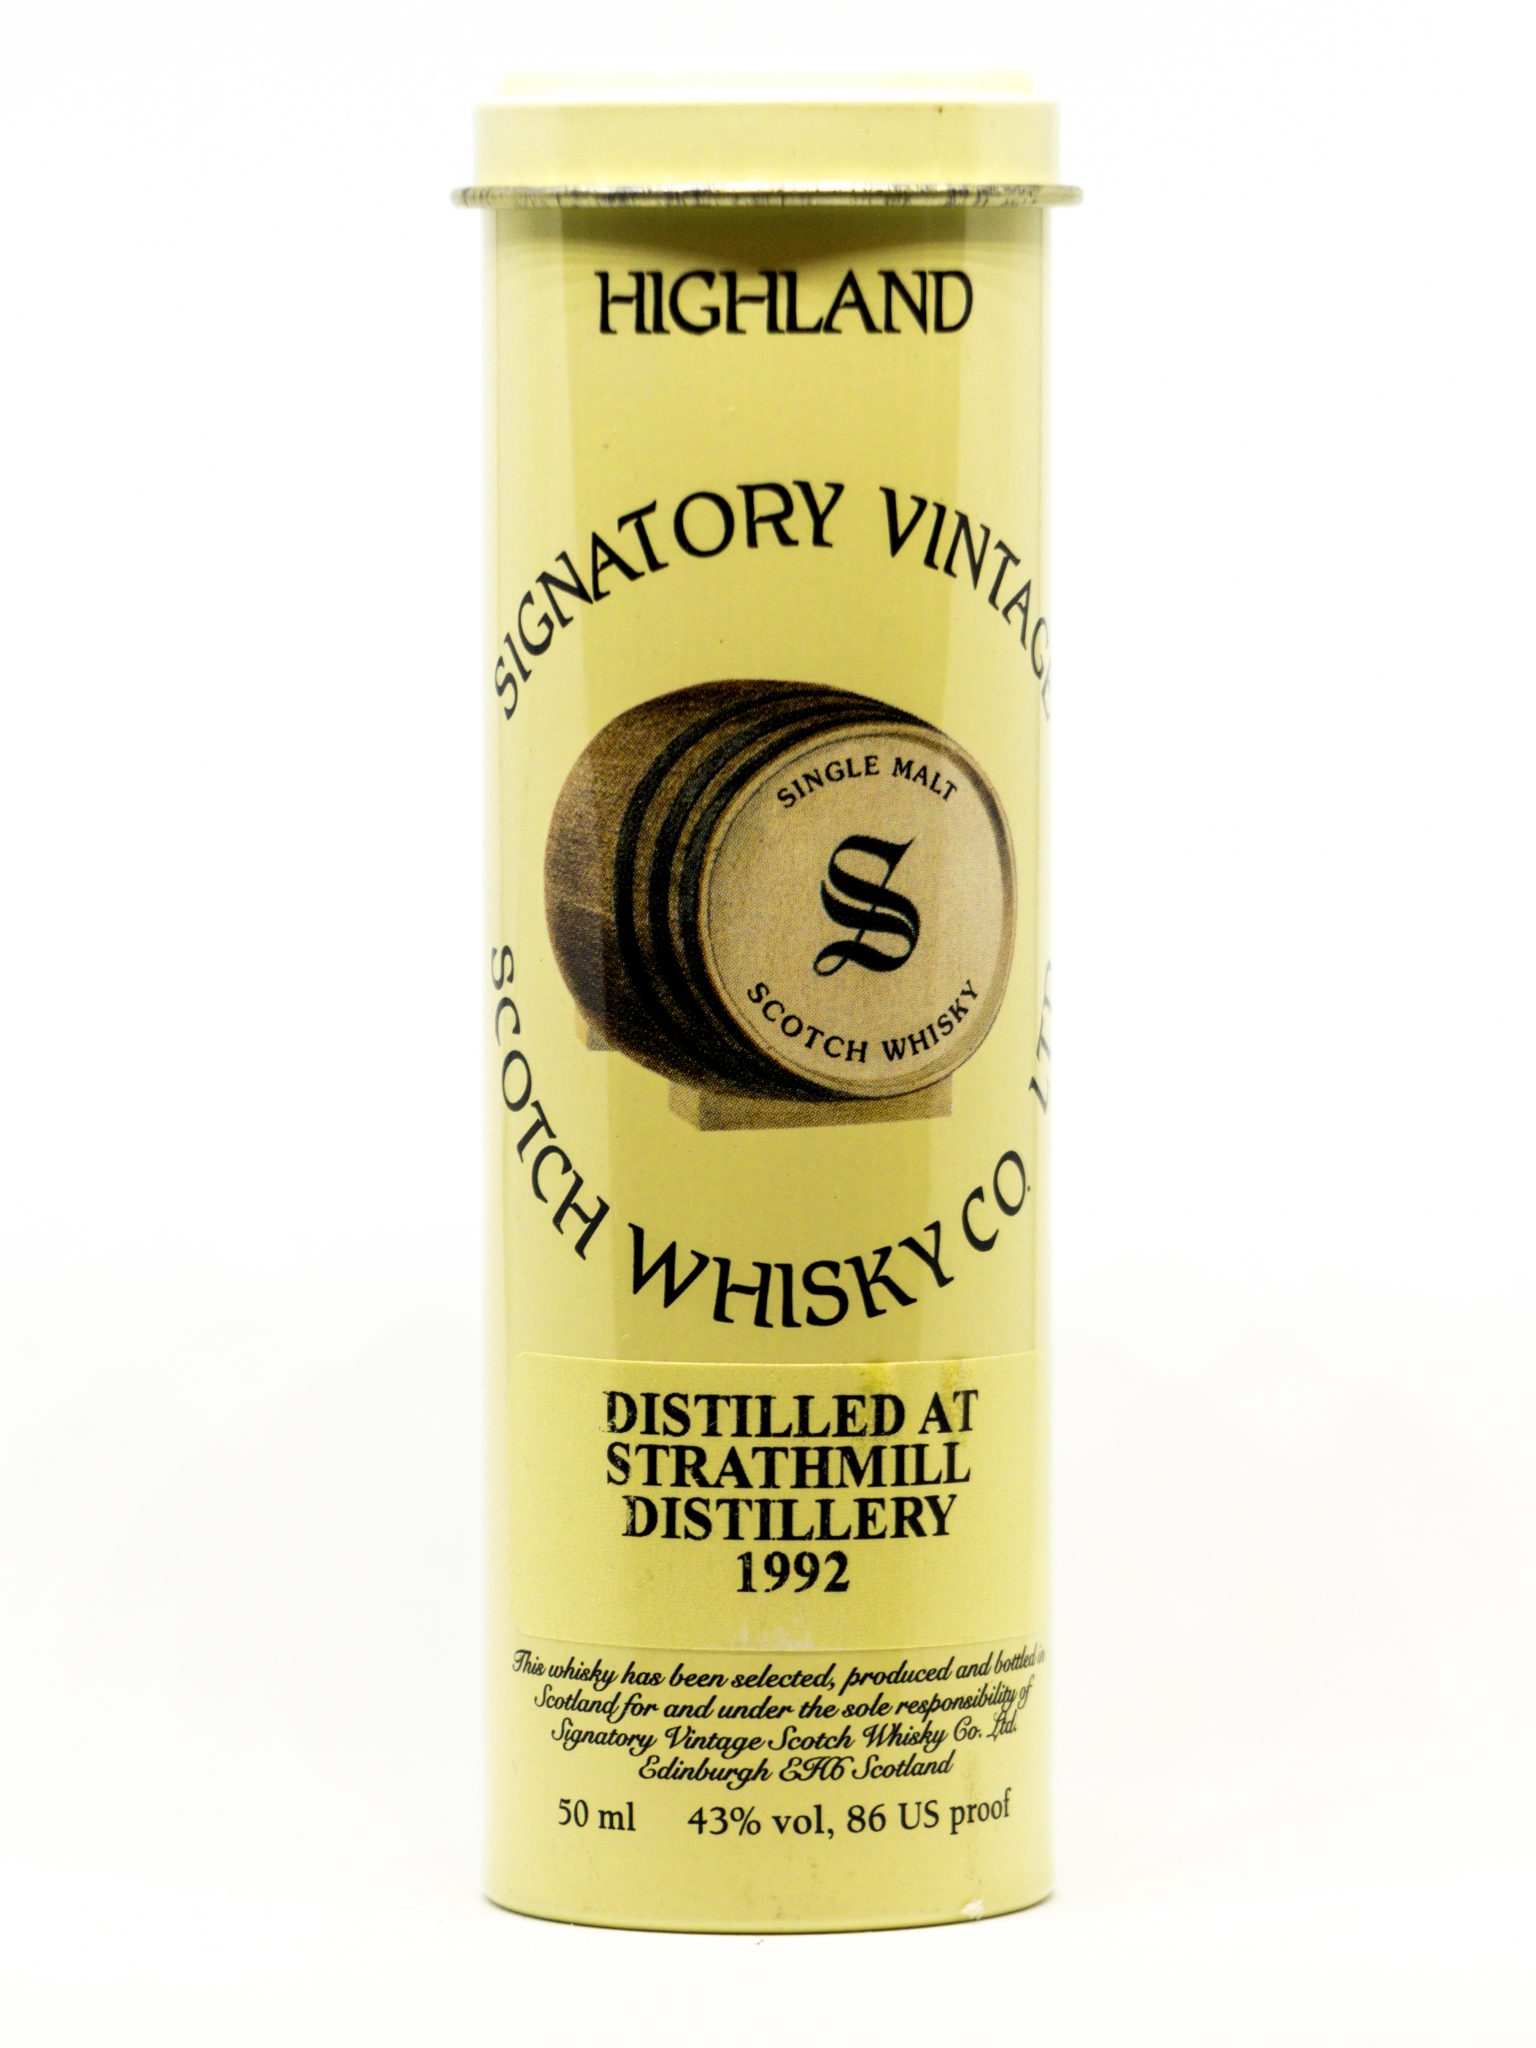 HIGHLAND
SIGNATORY VINTAGE
SINGLE MALT
S
SCOTCH WHISKY
SCOTCH WHISKY CO. LTD
DISTILLED AT
STRATHMILL
DISTILLERY
1992
This whisky has been selected, produced and bottled in
Scotland for and under the sole responsibility of
Signatory Vintage Scotch Whisky Co. Ltd.
Edinburgh EH6 Scotland
50 ml 43% vol, 86 US proof